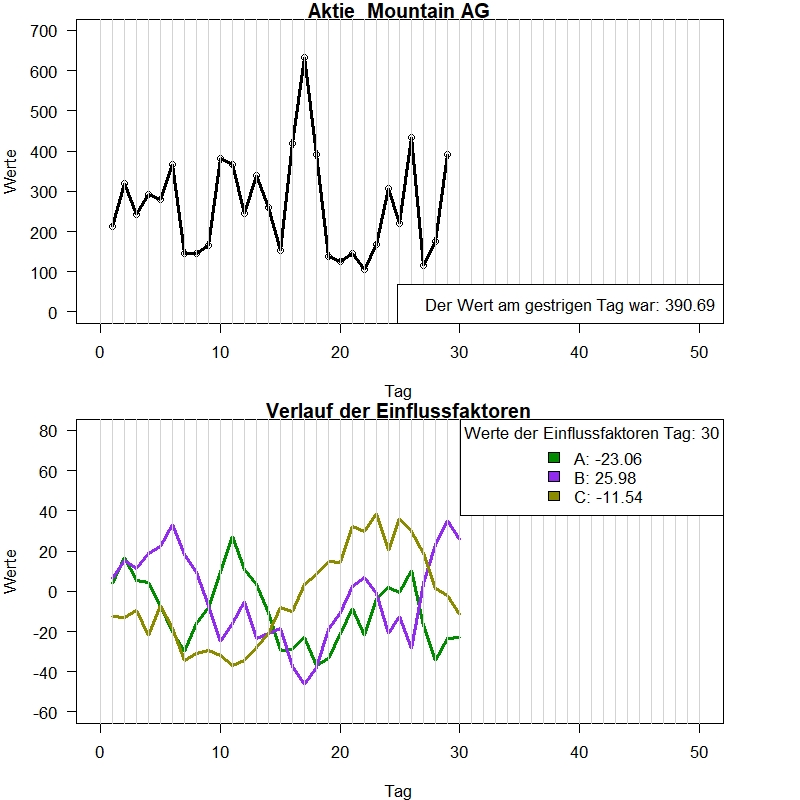 Aktie  Mountain AG
Werte
700
600
500
400
300
200
100
0
Der Wert am gestrigen Tag war: 390.69
0 10 20 30 40 50
Tag
Verlauf der Einflussfaktoren
Werte
80
60
40
20
0
-20
-40
-60
Werte der Einflussfaktoren Tag: 30
A: -23.06
B: 25.98
C: -11.54
0 10 20 30 40 50
Tag